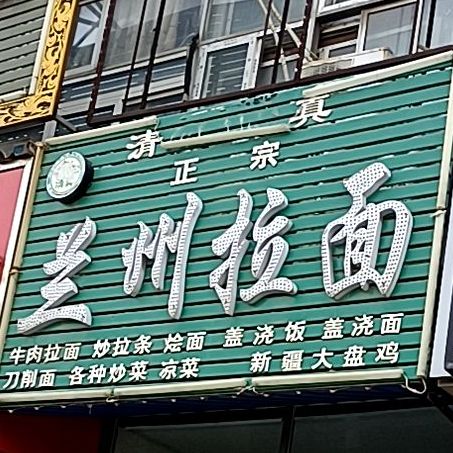 清真
正宗
兰州拉面
牛肉拉面 炒拉条 烩面 盖浇饭 盖浇面
刀削面 各种炒菜 凉菜 新疆大盘鸡